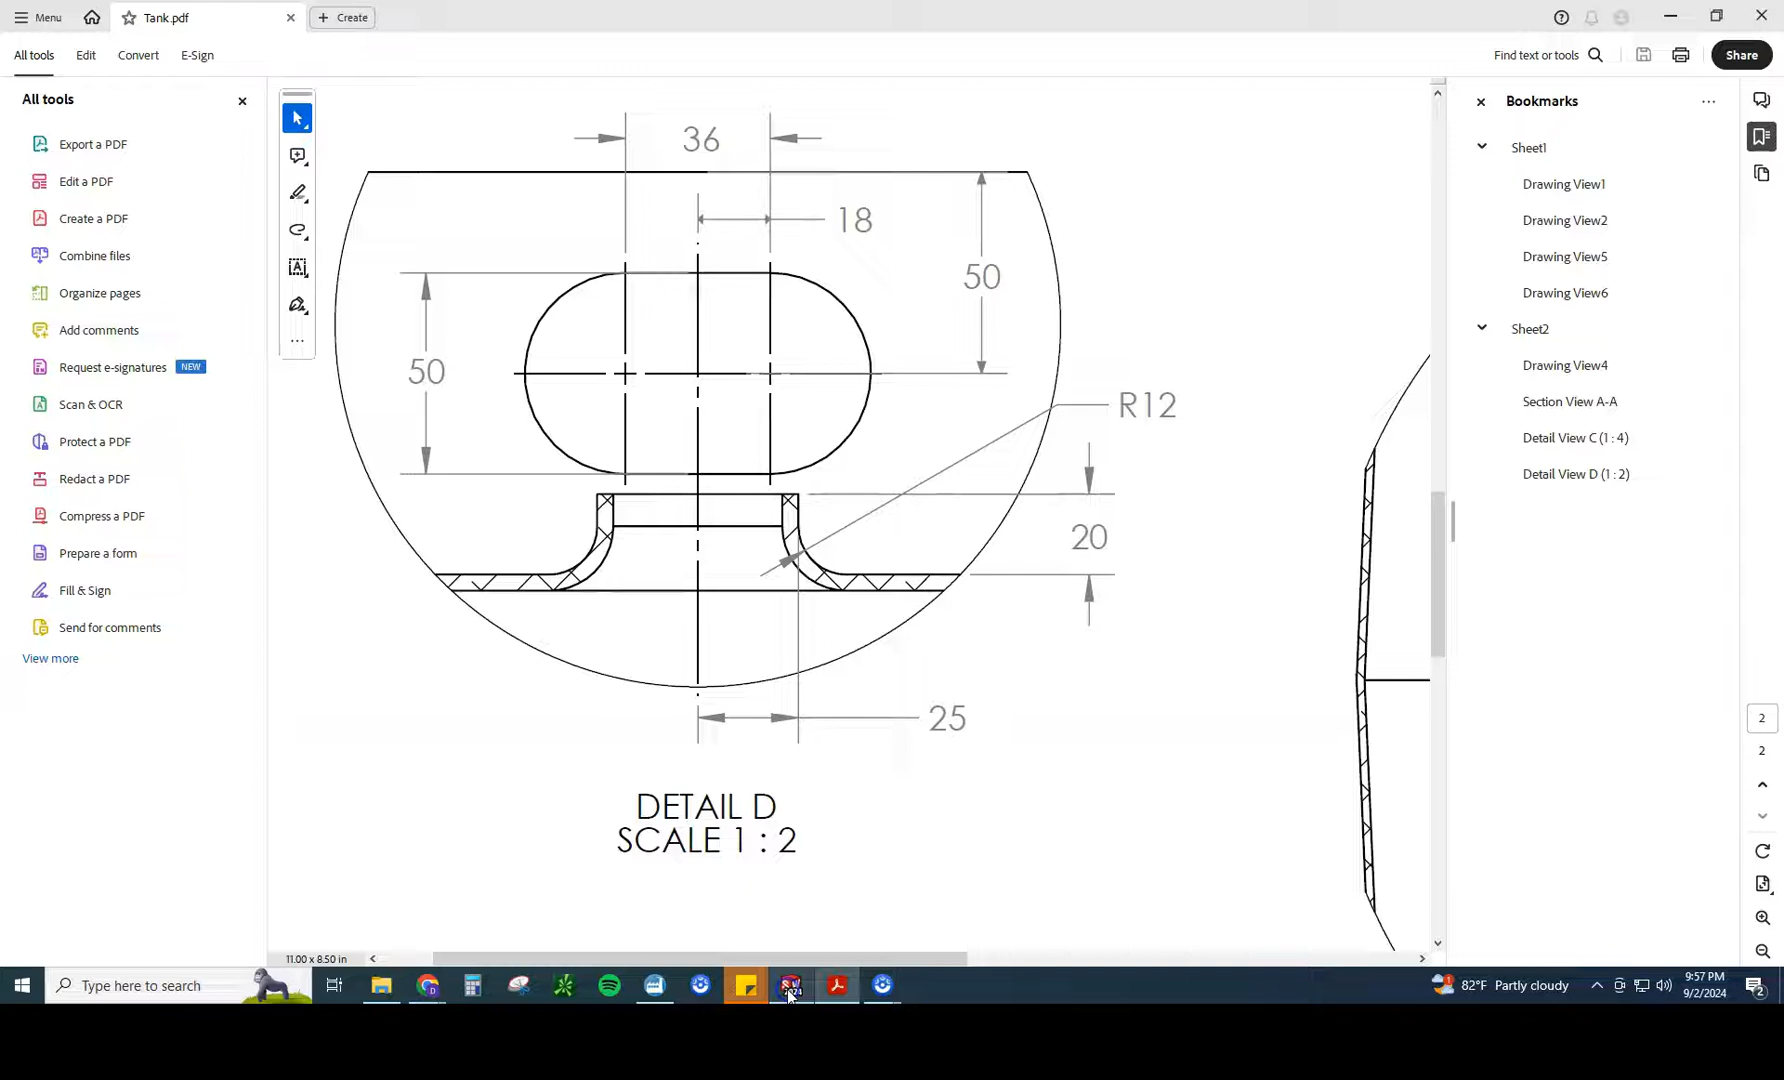 Menu
Tank.pdf
Create
All tools
Edit
Convert
E-Sign
Find text or tools
Share
All tools
Export a PDF
Edit a PDF
Create a PDF
Combine files
Organize pages
Add comments
Request e-signatures NEW
Scan & OCR
Protect a PDF
Redact a PDF
Compress a PDF
Prepare a form
Fill & Sign
Send for comments
View more
36
18
50
50
R12
20
25
DETAIL D
SCALE 1 : 2
11.00 x 8.50 in
Bookmarks
Sheet1
Drawing View1
Drawing View2
Drawing View5
Drawing View6
Sheet2
Drawing View4
Section View A-A
Detail View C (1 : 4)
Detail View D (1 : 2)
2
2
Type here to search
82°F Partly cloudy
9:57 PM
9/2/2024
2